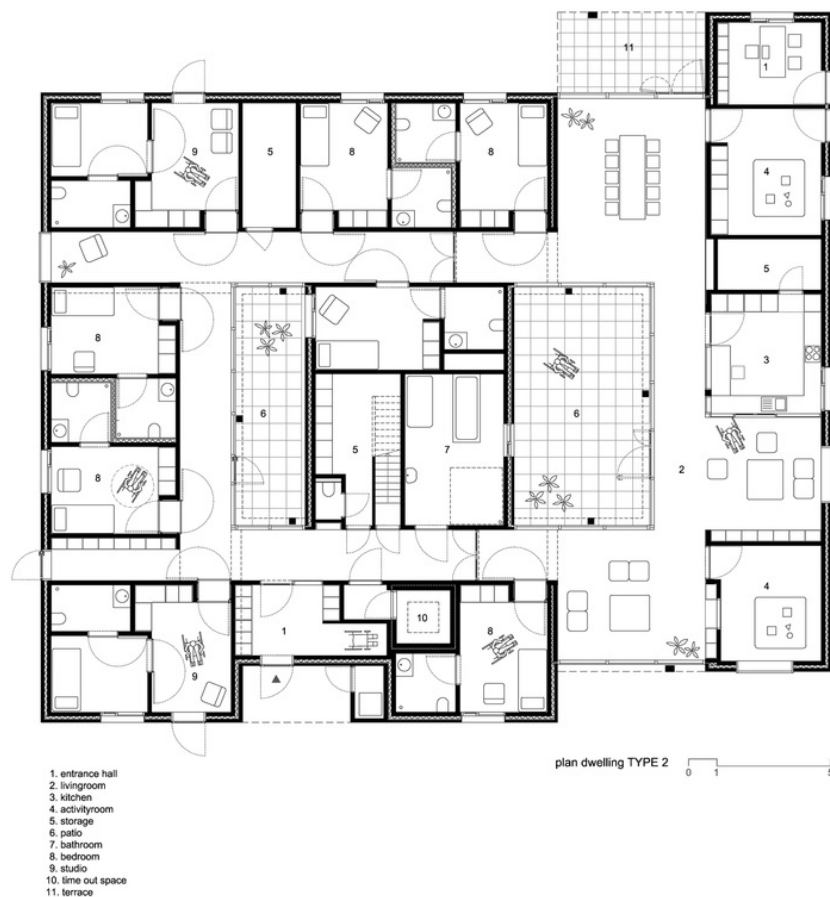 11
1
9
5
8
8
4
5
8
3
6
6
5
7
2
8
4
1
10
8
9
plan dwelling TYPE 2
0 1 5
1. entrance hall
2. livingroom
3. kitchen
4. activityroom
5. storage
6. patio
7. bathroom
8. bedroom
9. studio
10. time out space
11. terrace